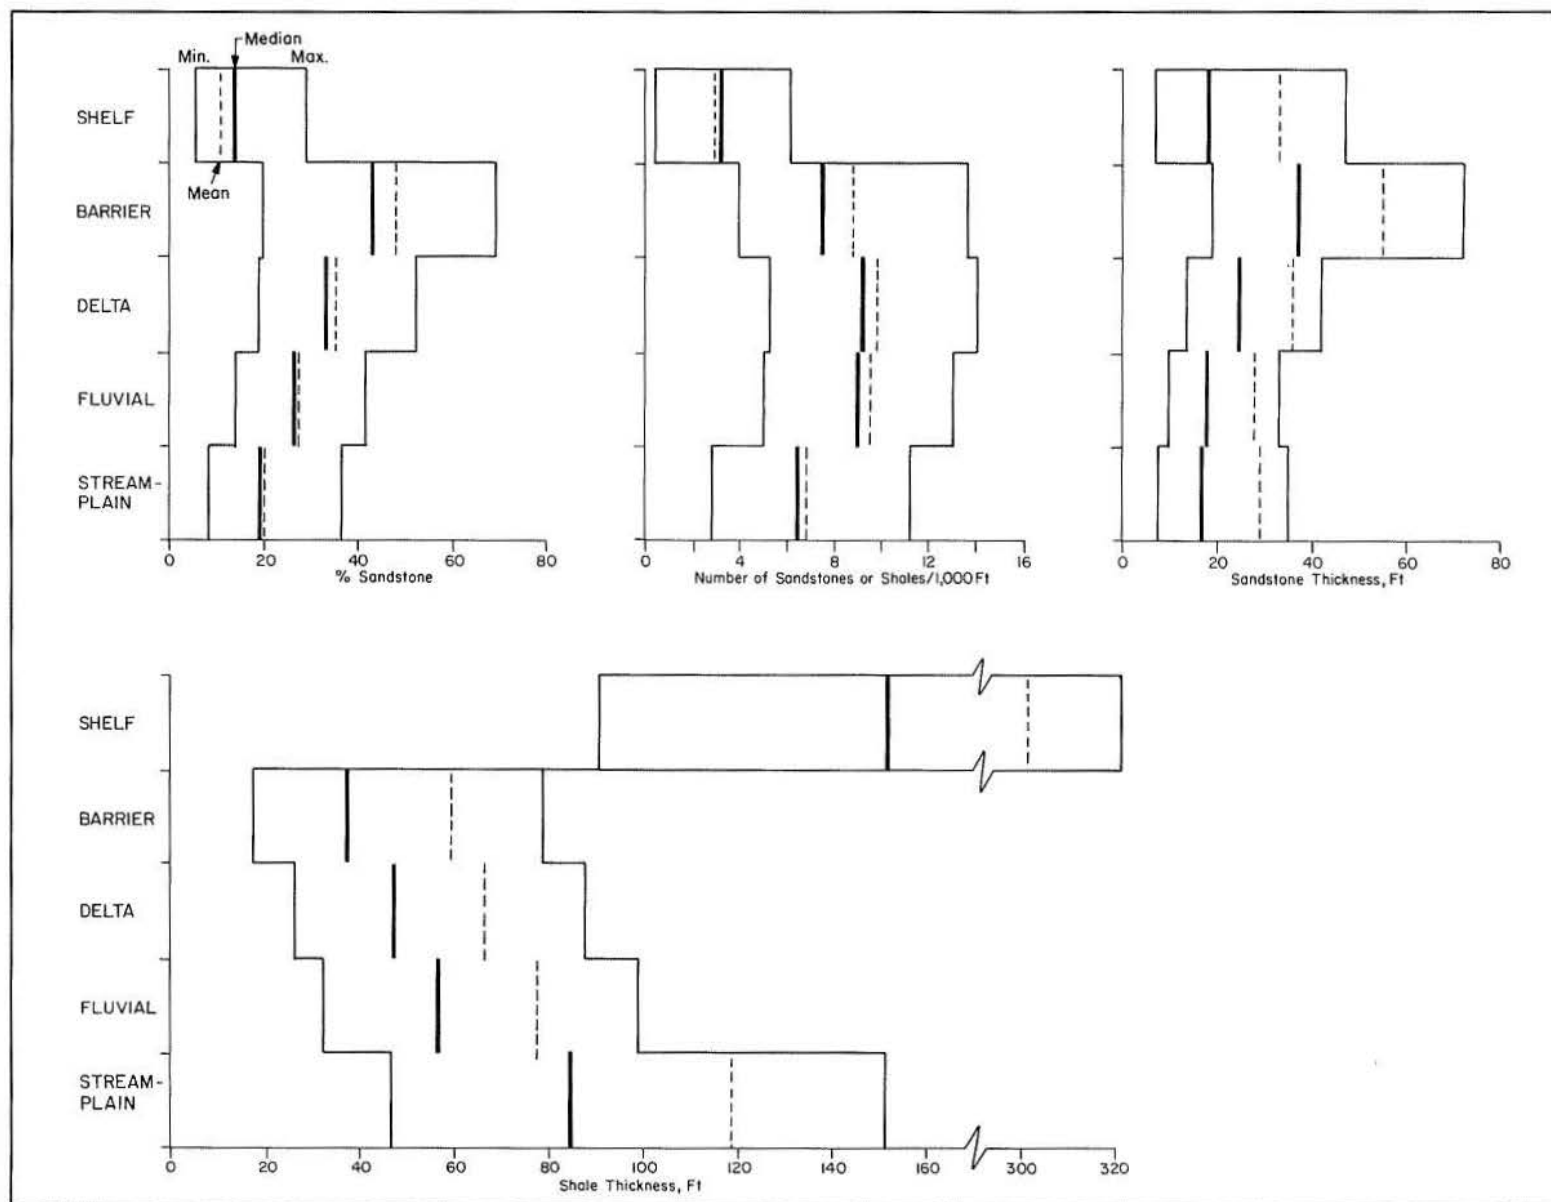 Median
Min.
Max.
SHELF
Mean
BARRIER
DELTA
FLUVIAL
STREAM-
PLAIN
0 20 40 60 80
% Sandstone
0 4 8 12 16
Number of Sandstones or Shales/1,000 Ft
0 20 40 60 80
Sandstone Thickness, Ft
SHELF
BARRIER
DELTA
FLUVIAL
STREAM-
PLAIN
0 20 40 60 80 100 120 140 160 300 320
Shale Thickness, Ft